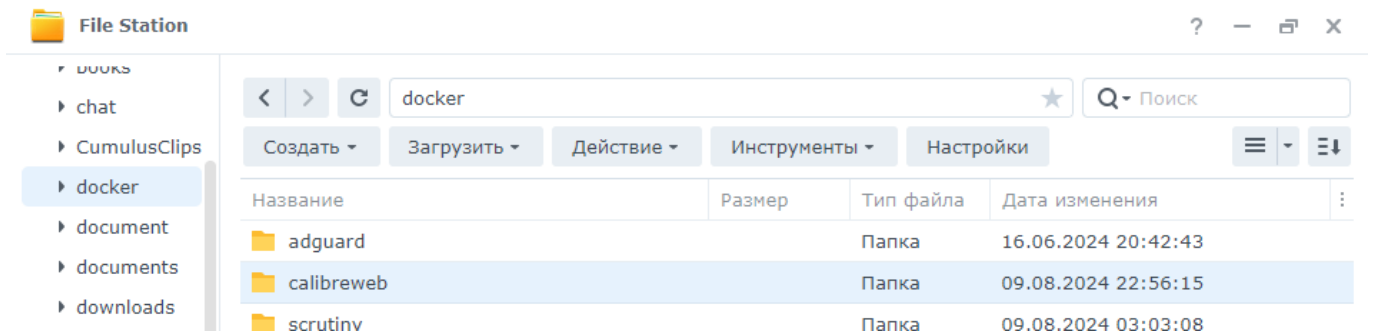 File Station
books
chat
CumulusClips
docker
document
documents
downloads
docker
Поиск
Создать Загрузить Действие Инструменты Настройки
Название Размер Тип файла Дата изменения
adguard Папка 16.06.2024 20:42:43
calibreweb Папка 09.08.2024 22:56:15
scrutiny Папка 09.08.2024 03:03:08